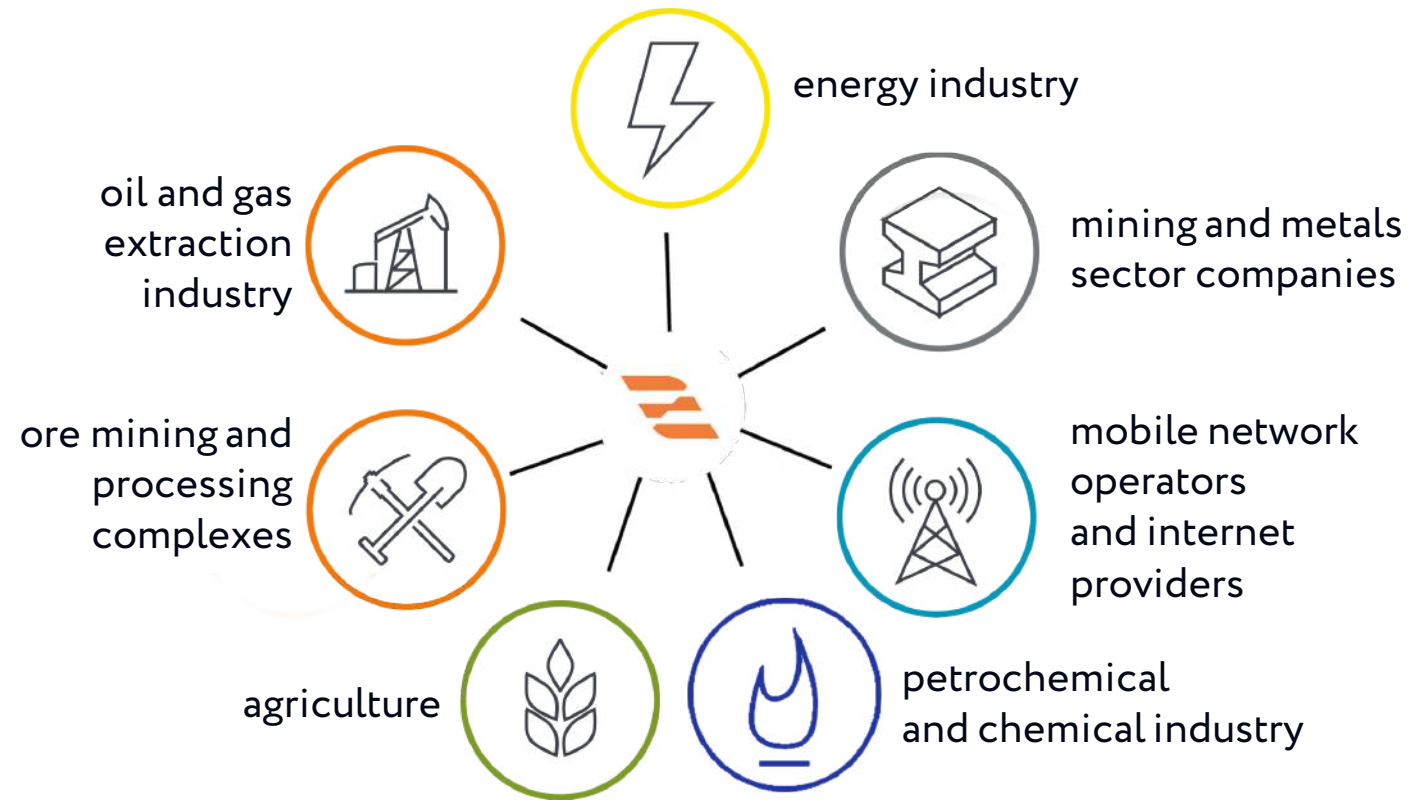 energy industry
mining and metals
sector companies
mobile network
operators
and internet
providers
petrochemical
and chemical industry
agriculture
ore mining and
processing
complexes
oil and gas
extraction
industry